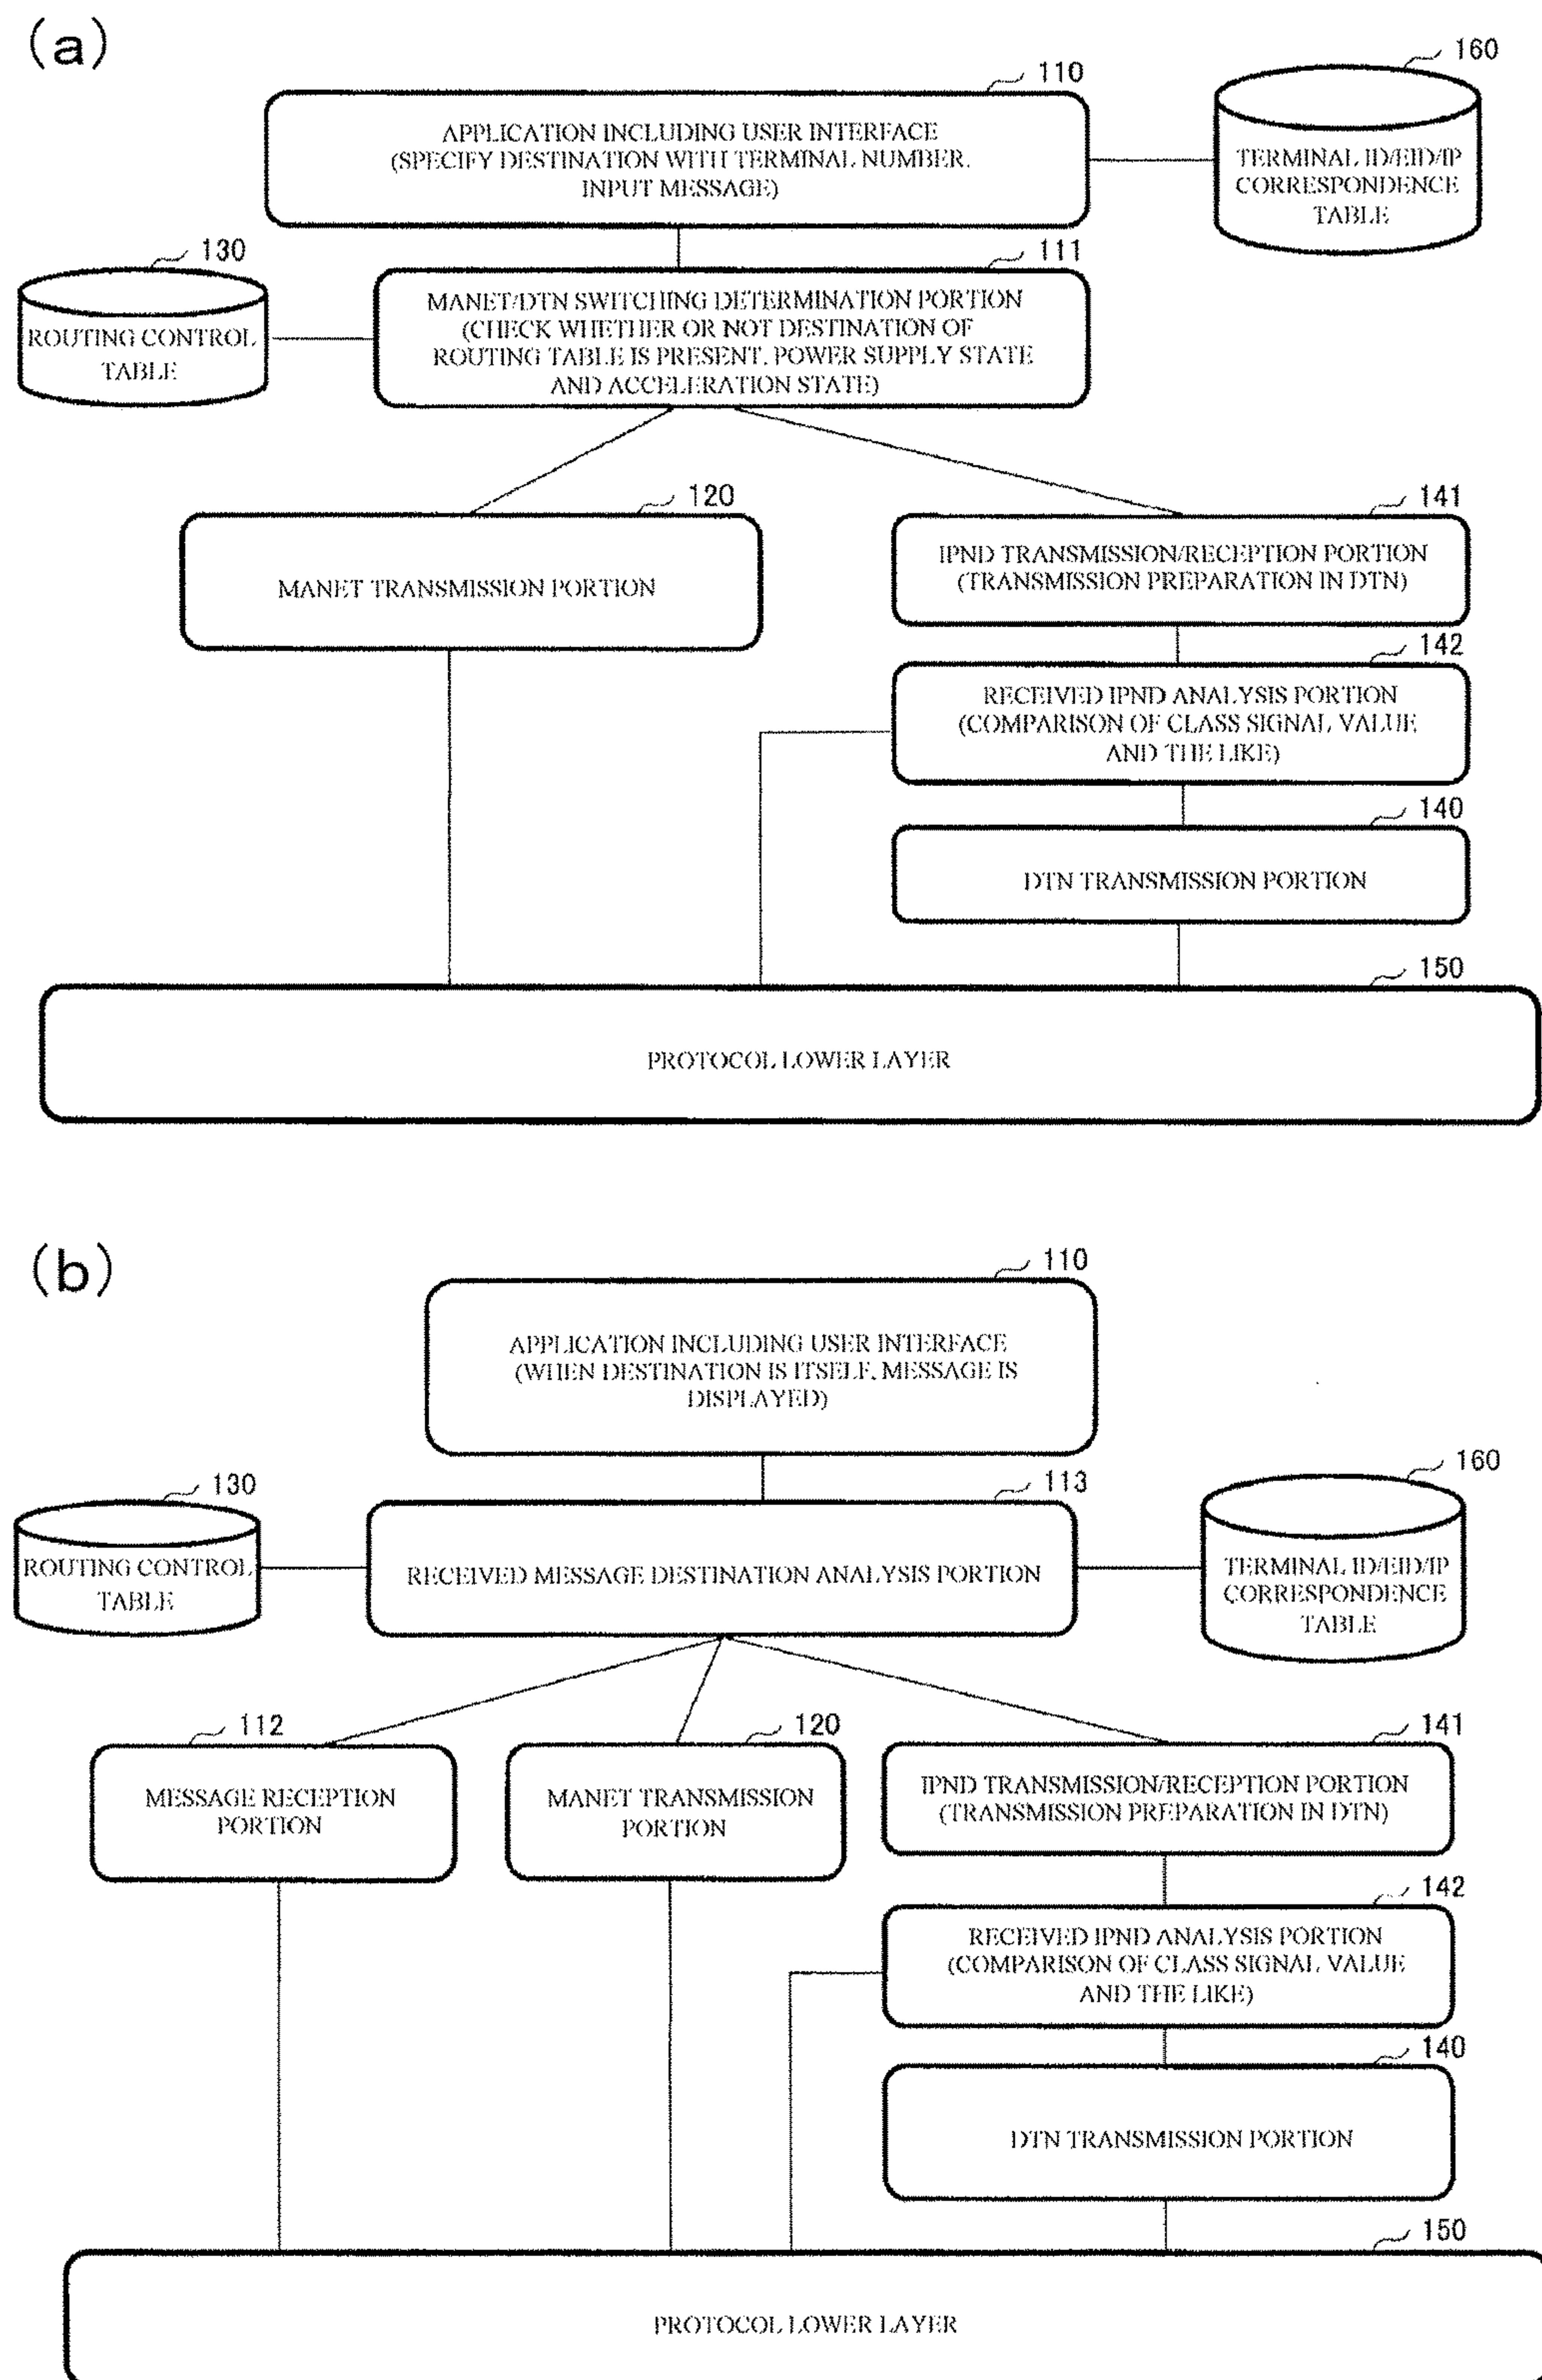 (a)
160
110
APPLICATION INCLUDING USER INTERFACE
(SPECIFY DESTINATION WITH TERMINAL NUMBER.
INPUT MESSAGE)
TERMINAL ID/EID/IP
CORRESPONDENCE
TABLE
130
111
ROUTING CONTROL
TABLE
MANET/DTN SWITCHING DETERMINATION PORTION
(CHECK WHETHER OR NOT DESTINATION OF
ROUTING TABLE IS PRESENT, POWER SUPPLY STATE
AND ACCELERATION STATE)
120
141
MANET TRANSMISSION PORTION
IPND TRANSMISSION/RECEPTION PORTION
(TRANSMISSION PREPARATION IN DTN)
142
RECEIVED IPND ANALYSIS PORTION
(COMPARISON OF CLASS SIGNAL VALUE
AND THE LIKE)
140
DTN TRANSMISSION PORTION
150
PROTOCOL LOWER LAYER
(b)
110
APPLICATION INCLUDING USER INTERFACE
(WHEN DESTINATION IS ITSELF, MESSAGE IS
DISPLAYED)
130
113
160
ROUTING CONTROL
TABLE
RECEIVED MESSAGE DESTINATION ANALYSIS PORTION
TERMINAL ID/EID/IP
CORRESPONDENCE
TABLE
112
120
141
MESSAGE RECEPTION
PORTION
MANET TRANSMISSION
PORTION
IPND TRANSMISSION/RECEPTION PORTION
(TRANSMISSION PREPARATION IN DTN)
142
RECEIVED IPND ANALYSIS PORTION
(COMPARISON OF CLASS SIGNAL VALUE
AND THE LIKE)
140
DTN TRANSMISSION PORTION
150
PROTOCOL LOWER LAYER